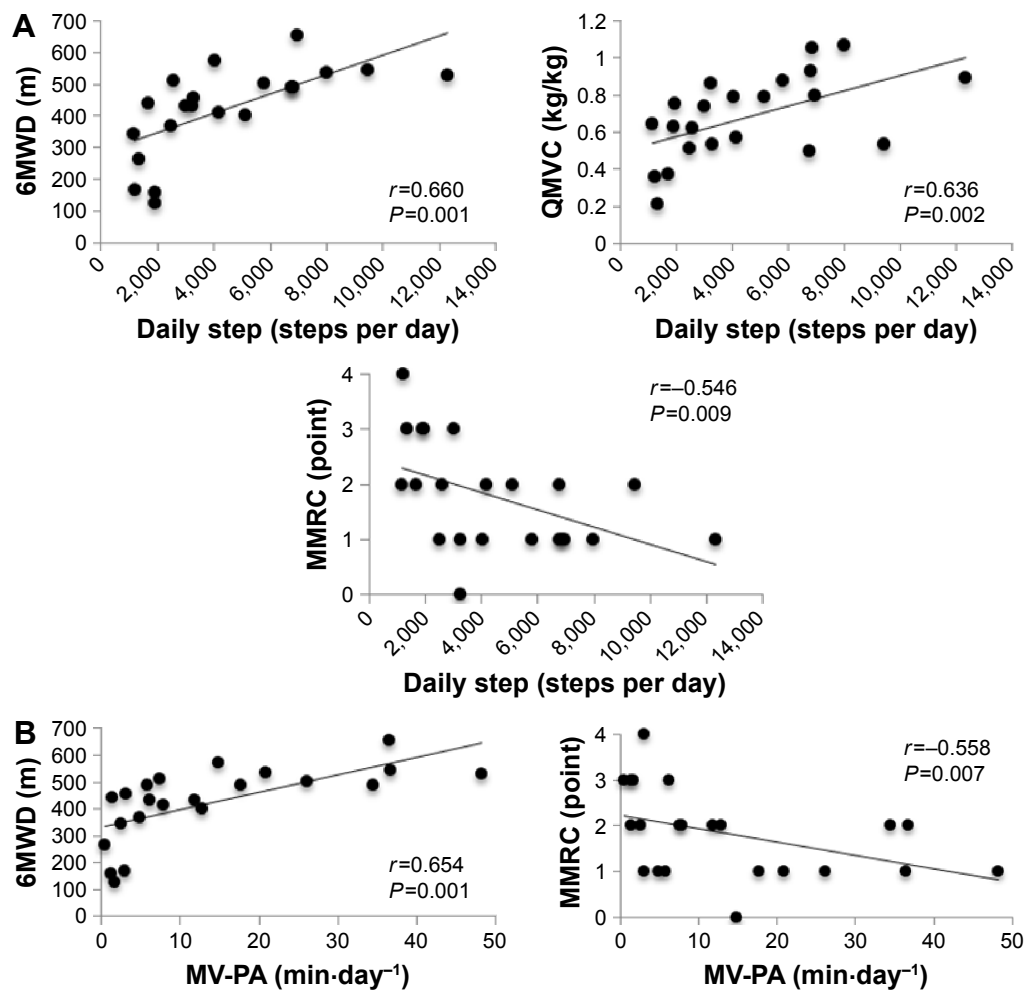 A
700
600
500
400
300
200
100
0
6MWD (m)
r=0.660
P=0.001
0
2,000
4,000
6,000
8,000
10,000
12,000
14,000
Daily step (steps per day)
1.2
1
0.8
0.6
0.4
0.2
0
QMVC (kg/kg)
r=0.636
P=0.002
0
2,000
4,000
6,000
8,000
10,000
12,000
14,000
Daily step (steps per day)
4
3
2
1
0
MMRC (point)
r=–0.546
P=0.009
0
2,000
4,000
6,000
8,000
10,000
12,000
14,000
Daily step (steps per day)
B
700
600
500
400
300
200
100
0
6MWD (m)
r=0.654
P=0.001
0 10 20 30 40 50
MV-PA (min·day⁻¹)
4
3
2
1
0
MMRC (point)
r=–0.558
P=0.007
0 10 20 30 40 50
MV-PA (min·day⁻¹)